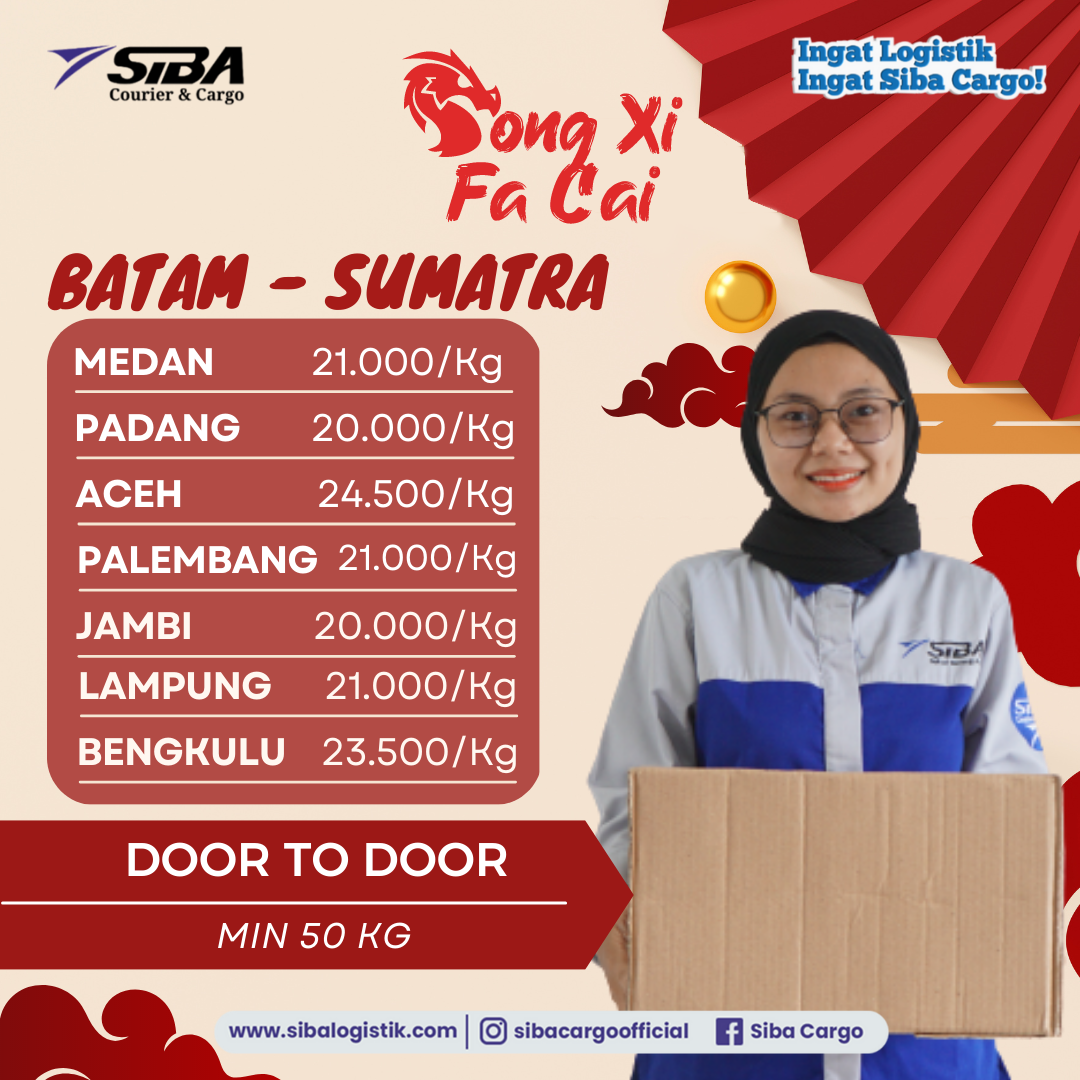 SiBA
Courier & Cargo
Ingat Logistik
Ingat Siba Cargo!
Gong Xi
Fa Cai
BATAM - SUMATRA
MEDAN 21.000/Kg
PADANG 20.000/Kg
ACEH 24.500/Kg
PALEMBANG 21.000/Kg
JAMBI 20.000/Kg
LAMPUNG 21.000/Kg
BENGKULU 23.500/Kg
SiBA
DOOR TO DOOR
MIN 50 KG
www.sibalogistik.com
sibacargoofficial
Siba Cargo